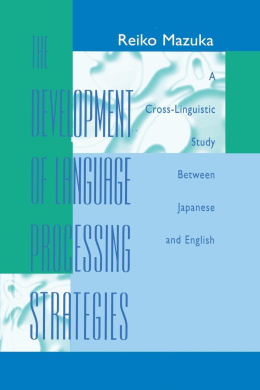 Reiko Mazuka
THE
DEVELOPMENT
OF LANGUAGE
PROCESSING
STRATEGIES
A
Cross-Linguistic
Study
Between
Japanese
and English